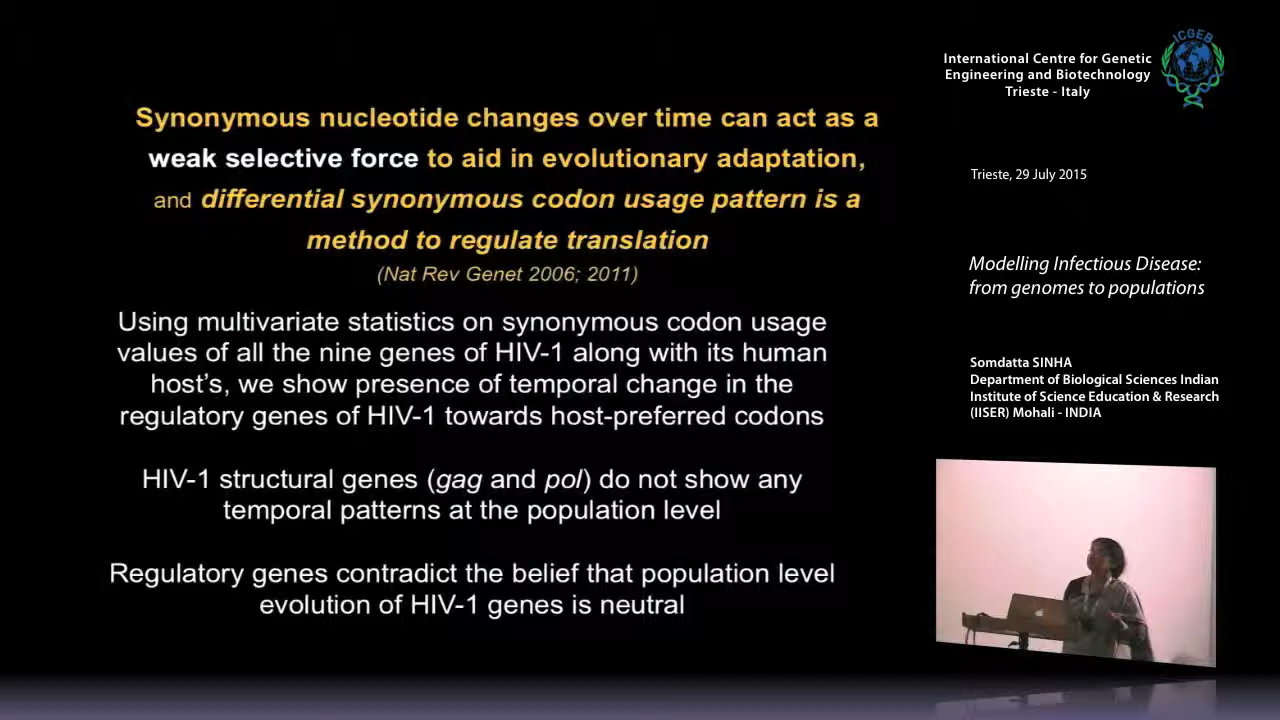 Synonymous nucleotide changes over time can act as a
weak selective force to aid in evolutionary adaptation,
and differential synonymous codon usage pattern is a
method to regulate translation
(Nat Rev Genet 2006; 2011)
Using multivariate statistics on synonymous codon usage
values of all the nine genes of HIV-1 along with its human
host's, we show presence of temporal change in the
regulatory genes of HIV-1 towards host-preferred codons
HIV-1 structural genes (gag and pol) do not show any
temporal patterns at the population level
Regulatory genes contradict the belief that population level
evolution of HIV-1 genes is neutral
International Centre for Genetic
Engineering and Biotechnology
Trieste - Italy
ICGEB
Trieste, 29 July 2015
Modelling Infectious Disease:
from genomes to populations
Somdatta SINHA
Department of Biological Sciences Indian
Institute of Science Education & Research
(IISER) Mohali - INDIA